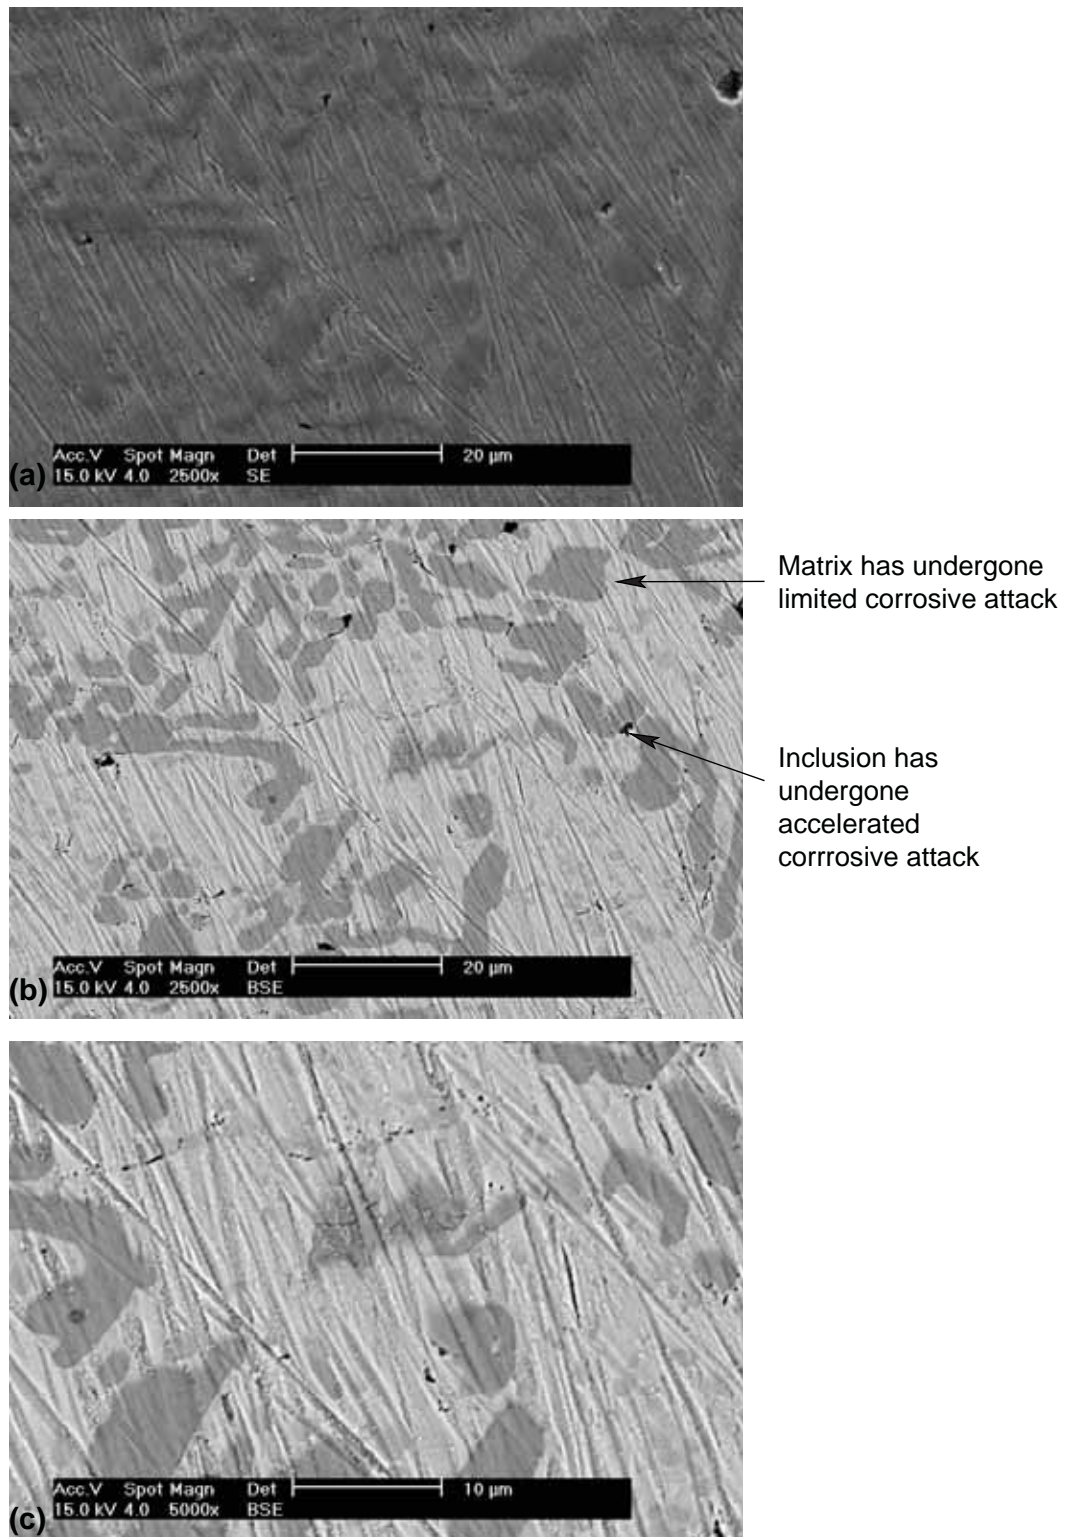 Acc.V Spot Magn Det 20 µm
(a) 15.0 kV 4.0 2500x SE
Matrix has undergone
limited corrosive attack
Inclusion has
undergone
accelerated
corrrosive attack
Acc.V Spot Magn Det 20 µm
(b) 15.0 kV 4.0 2500x BSE
Acc.V Spot Magn Det 10 µm
(c) 15.0 kV 4.0 5000x BSE